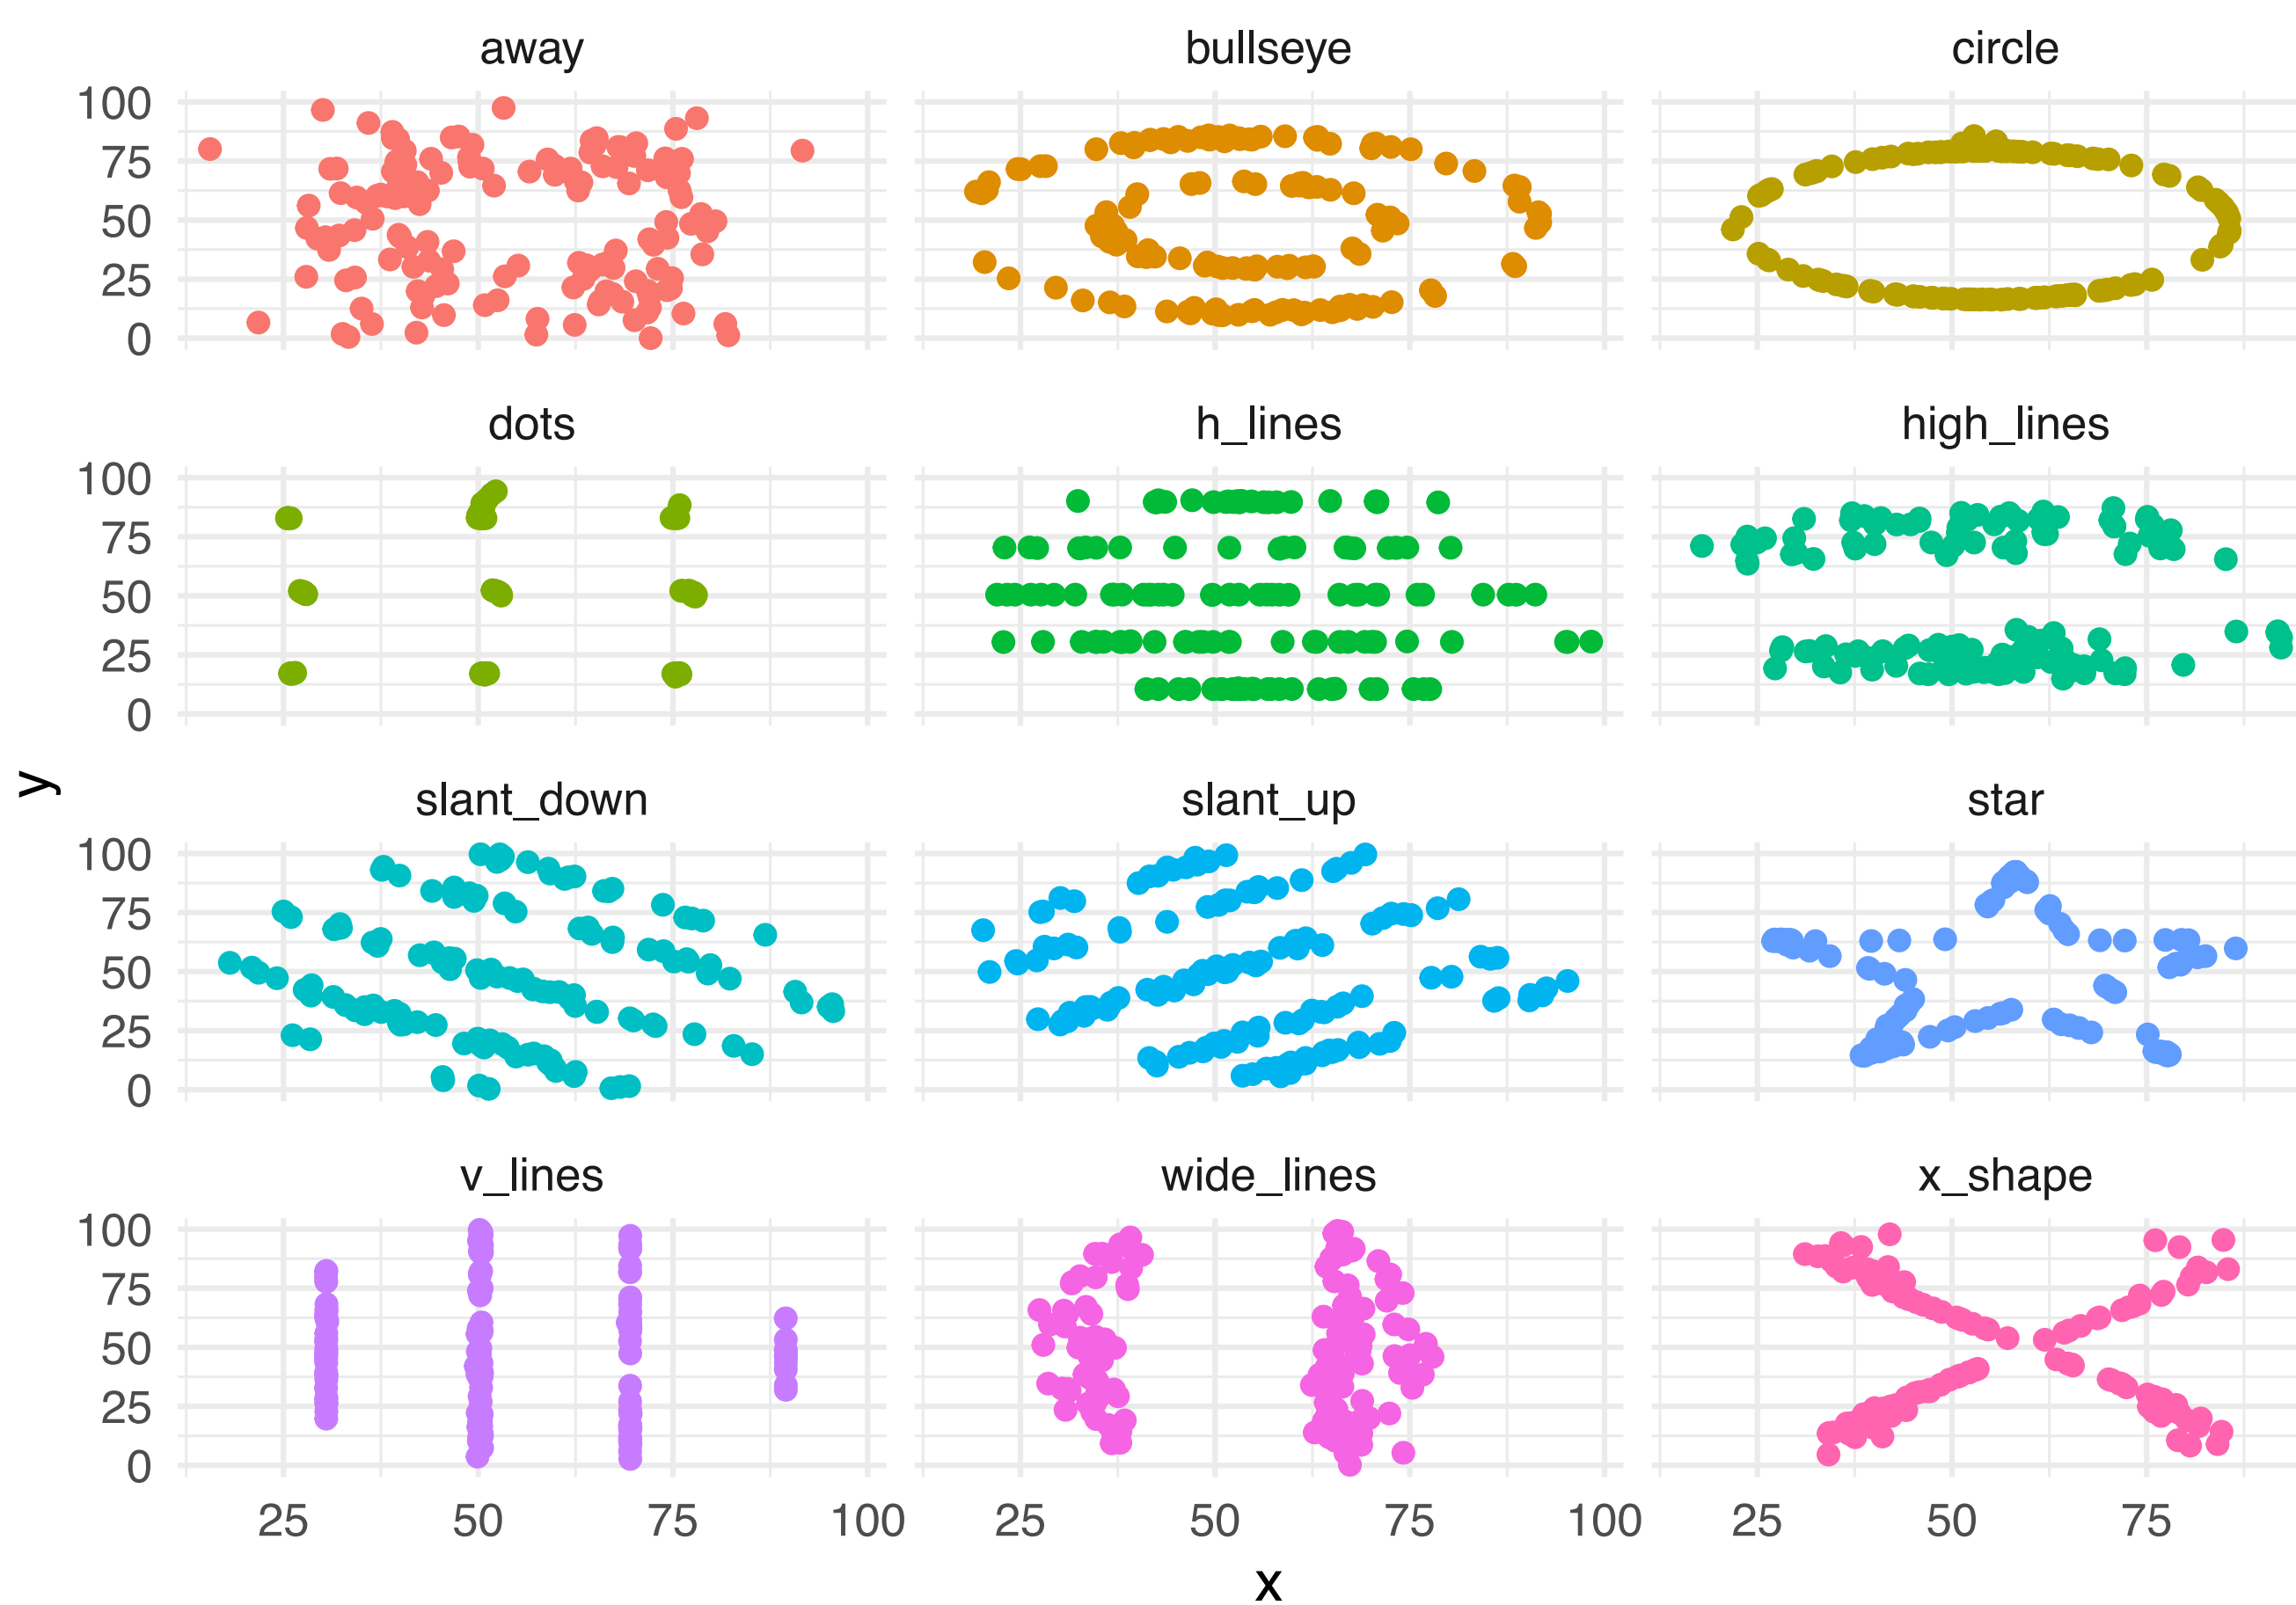 away bullseye circle
100
75
50
25
0
dots h_lines high_lines
100
75
50
25
0
y
slant_down slant_up star
100
75
50
25
0
v_lines wide_lines x_shape
100
75
50
25
0
25 50 75 100 25 50 75 100 25 50 75
x